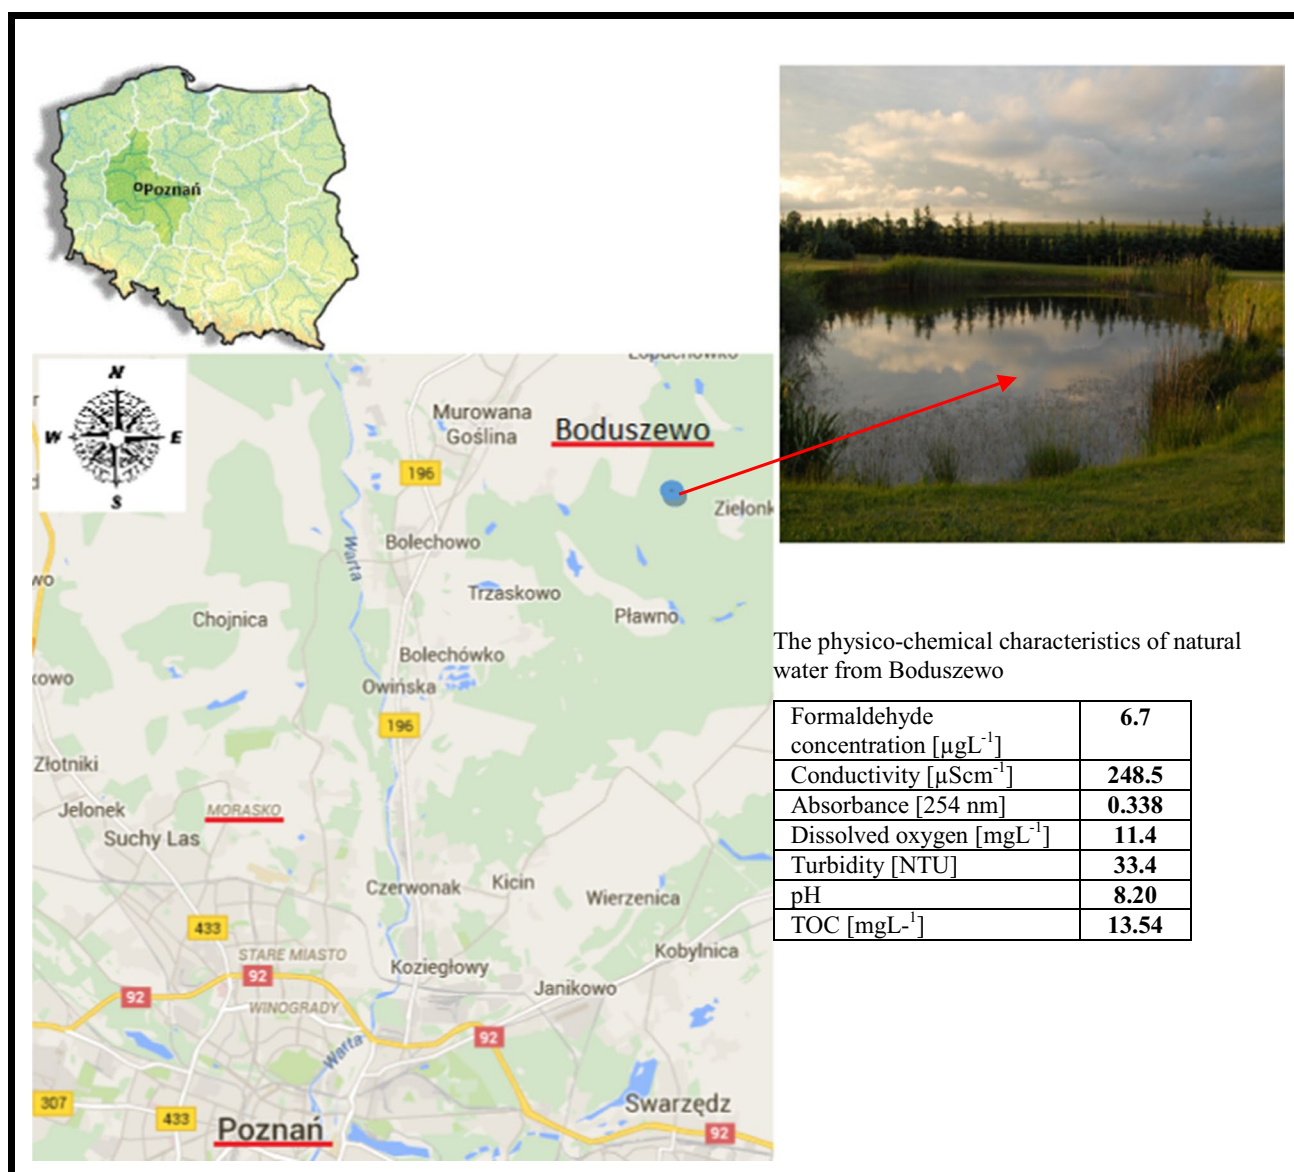 Poznań
N
W
E
S
Murowana
Goślina
Boduszewo
196
Zielonk
Bolechowo
Warta
Trzaskowo
Chojnica
Pławno
Bolechówko
Owińska
kowo
196
Złotniki
Jelonek
MORASKO
Suchy Las
Czerwonak
Kicin
Wierzenica
433
STARE MIASTO
Kobylnica
92
Koziegłowy
92
Janikowo
WINOGRADY
92
Warta
307
433
Swarzędz
Poznań
92
The physico-chemical characteristics of natural
water from Boduszewo
Formaldehyde 6.7
concentration [µgL⁻¹]
Conductivity [µScm⁻¹] 248.5
Absorbance [254 nm] 0.338
Dissolved oxygen [mgL⁻¹] 11.4
Turbidity [NTU] 33.4
pH 8.20
TOC [mgL-¹] 13.54